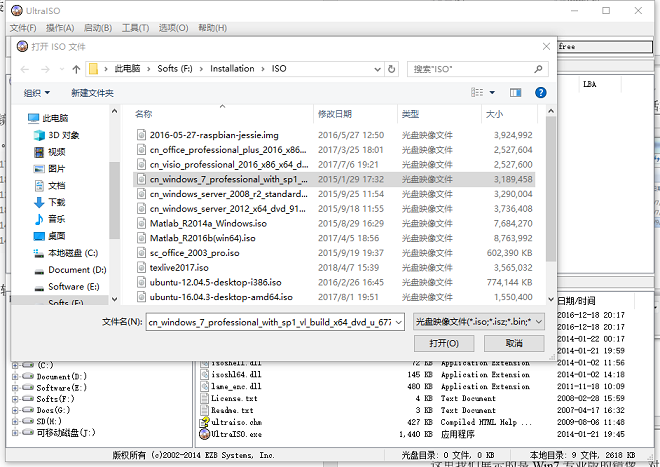 UltraISO
文件(F) 操作(A) 启动(B) 工具(T) 选项(O) 帮助(H)
打开 ISO 文件
free
此电脑 > Softs (F:) > Installation > ISO
搜索"ISO"
组织 新建文件夹
LBA
名称 修改日期 类型 大小
此电脑
3D 对象
视频
图片
文档
下载
音乐
桌面
本地磁盘 (C:)
Document (D:)
Software (E:)
Softs (F:)
2016-05-27-raspbian-jessie.img 2016/5/27 12:50 光盘映像文件 3,924,992
cn_office_professional_plus_2016_x86... 2017/3/25 18:01 光盘映像文件 2,527,604
cn_visio_professional_2016_x86_x64_d... 2017/7/6 19:21 光盘映像文件 2,527,604
cn_windows_7_professional_with_sp1_... 2015/1/29 17:32 光盘映像文件 3,189,458
cn_windows_server_2008_r2_standard... 2015/9/25 11:54 光盘映像文件 3,290,004
cn_windows_server_2012_x64_dvd_91... 2015/9/18 11:55 光盘映像文件 3,736,408
Matlab_R2014a_Windows.iso 2015/8/29 16:29 光盘映像文件 7,684,270
Matlab_R2016b(win64).iso 2017/4/5 18:56 光盘映像文件 8,763,992
sc_office_2003_pro.iso 2015/9/19 19:37 光盘映像文件 602,390 KB
texlive2017.iso 2018/4/7 15:39 光盘映像文件 3,565,032
ubuntu-12.04.5-desktop-i386.iso 2016/2/26 16:45 光盘映像文件 774,144 KB
ubuntu-16.04.3-desktop-amd64.iso 2017/8/1 19:51 光盘映像文件 1,550,400
文件名(N): cn_windows_7_professional_with_sp1_vl_build_x64_dvd_u_677 光盘映像文件(*.iso;*.isz;*.bin;*
打开(O) 取消
日期/时间
2016-12-18 20:17
2016-12-18 20:17
2014-01-22 00:17
2014-01-21 19:59
isoshell.dll 72 KB Application Extension 2014-01-02 11:56
isoshl64.dll 145 KB Application Extension 2014-01-02 14:18
lame_enc.dll 480 KB Application Extension 2011-11-18 10:09
License.txt 4 KB Text Document 2008-02-28 15:59
Readme.txt 3 KB Text Document 2007-04-17 16:32
ultraiso.chm 427 KB Compiled HTML Help ... 2009-08-06 11:48
UltraISO.exe 1,440 KB 应用程序 2014-01-21 19:45
(C:)
Document(D:)
Software(E:)
Softs(F:)
Docs(G:)
SD(H:)
可移动磁盘(J:)
版权所有 (c)2002-2014 EZB Systems, Inc. 光盘目录: 0 文件, 0 KB 本地目录: 9 文件, 2618 KB